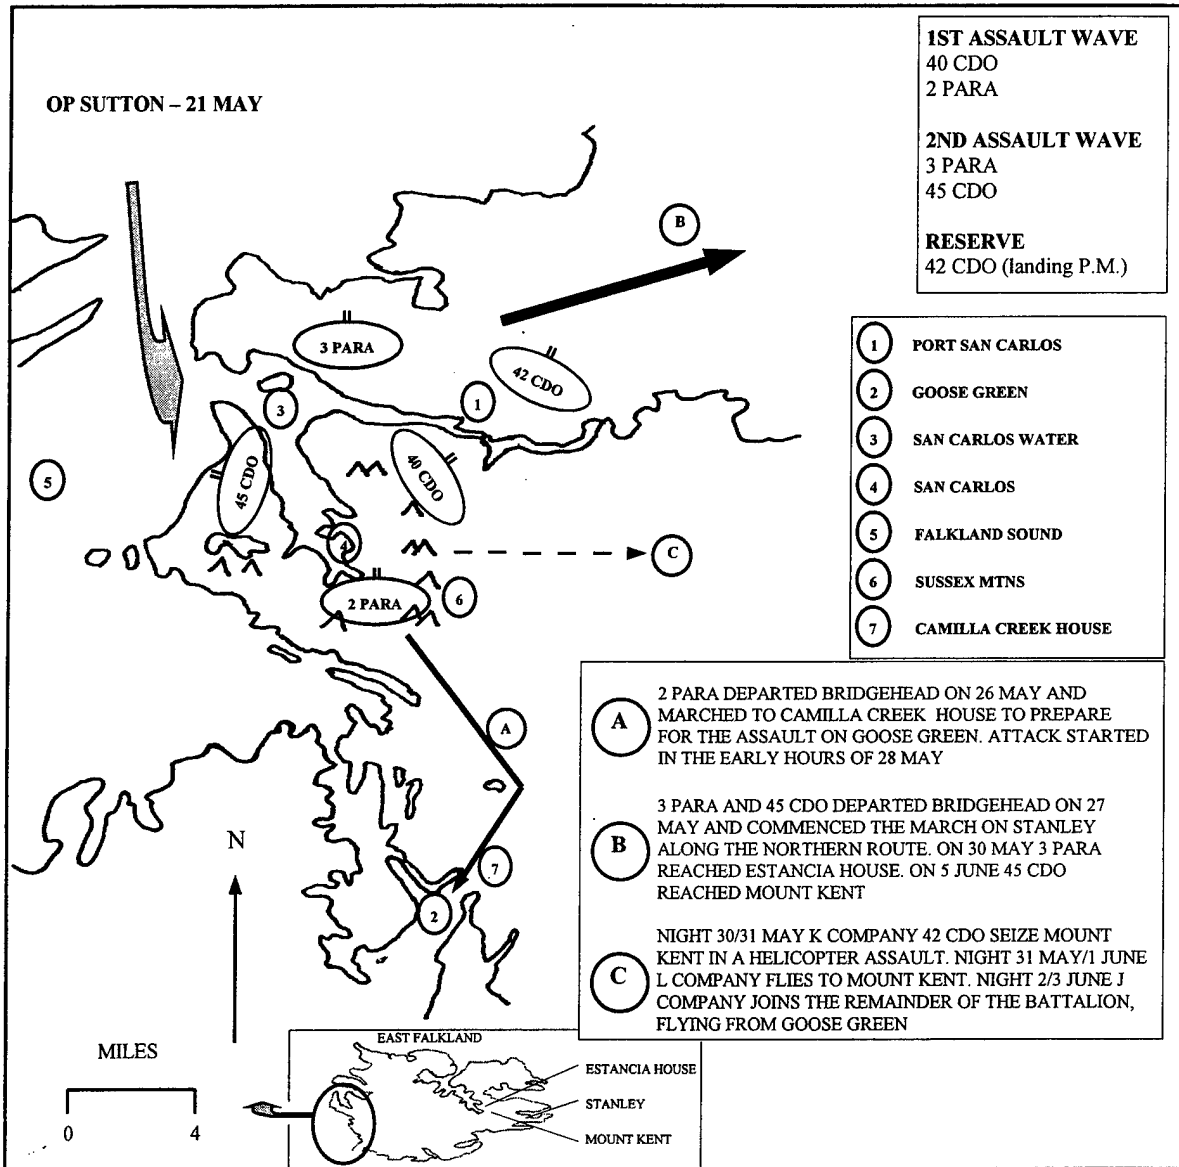 OP SUTTON – 21 MAY
1ST ASSAULT WAVE
40 CDO
2 PARA
2ND ASSAULT WAVE
3 PARA
45 CDO
RESERVE
42 CDO (landing P.M.)
B
3 PARA
42 CDO
1
3
5
45 CDO
40 CDO
4
C
2 PARA
6
A
7
2
1 PORT SAN CARLOS
2 GOOSE GREEN
3 SAN CARLOS WATER
4 SAN CARLOS
5 FALKLAND SOUND
6 SUSSEX MTNS
7 CAMILLA CREEK HOUSE
A
2 PARA DEPARTED BRIDGEHEAD ON 26 MAY AND
MARCHED TO CAMILLA CREEK HOUSE TO PREPARE
FOR THE ASSAULT ON GOOSE GREEN. ATTACK STARTED
IN THE EARLY HOURS OF 28 MAY
B
3 PARA AND 45 CDO DEPARTED BRIDGEHEAD ON 27
MAY AND COMMENCED THE MARCH ON STANLEY
ALONG THE NORTHERN ROUTE. ON 30 MAY 3 PARA
REACHED ESTANCIA HOUSE. ON 5 JUNE 45 CDO
REACHED MOUNT KENT
C
NIGHT 30/31 MAY K COMPANY 42 CDO SEIZE MOUNT
KENT IN A HELICOPTER ASSAULT. NIGHT 31 MAY/1 JUNE
L COMPANY FLIES TO MOUNT KENT. NIGHT 2/3 JUNE J
COMPANY JOINS THE REMAINDER OF THE BATTALION,
FLYING FROM GOOSE GREEN
N
MILES
0 4
EAST FALKLAND
ESTANCIA HOUSE
STANLEY
MOUNT KENT